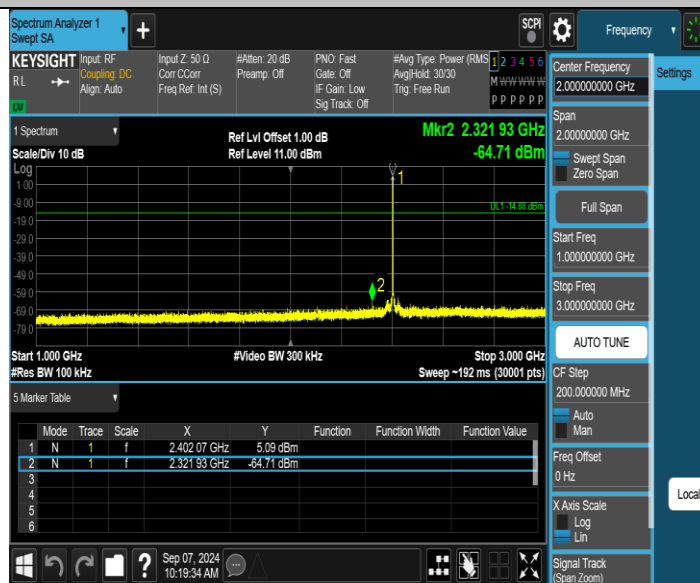 Spectrum Analyzer 1
Swept SA
+
SCPI
Frequency
KEYSIGHT
RL
LXI
Input: RF
Coupling: DC
Align: Auto
Input Z: 50 Ω
Corr CCorr
Freq Ref: Int (S)
#Atten: 20 dB
Preamp: Off
PNO: Fast
Gate: Off
IF Gain: Low
Sig Track: Off
#Avg Type: Power (RMS
Avg|Hold: 30/30
Trig: Free Run
1 2 3 4 5 6
M W W W W W
P P P P P P
1 Spectrum
Scale/Div 10 dB
Ref Lvl Offset 1.00 dB
Ref Level 11.00 dBm
Mkr2 2.321 93 GHz
-64.71 dBm
Log
1.00
-9.00
-19.0
-29.0
-39.0
-49.0
-59.0
-69.0
-79.0
1
2
DL1 -14.88 dBm
Start 1.000 GHz
#Res BW 100 kHz
#Video BW 300 kHz
Stop 3.000 GHz
Sweep ~192 ms (30001 pts)
5 Marker Table
Mode Trace Scale X Y Function Function Width Function Value
1 N 1 f 2.402 07 GHz 5.09 dBm
2 N 1 f 2.321 93 GHz -64.71 dBm
3
4
5
6
?
Sep 07, 2024
10:19:34 AM
Center Frequency
2.000000000 GHz
Settings
Span
2.00000000 GHz
Swept Span
Zero Span
Full Span
Start Freq
1.000000000 GHz
Stop Freq
3.000000000 GHz
AUTO TUNE
CF Step
200.000000 MHz
Auto
Man
Freq Offset
0 Hz
X Axis Scale
Log
Lin
Signal Track
(Span Zoom)
Local